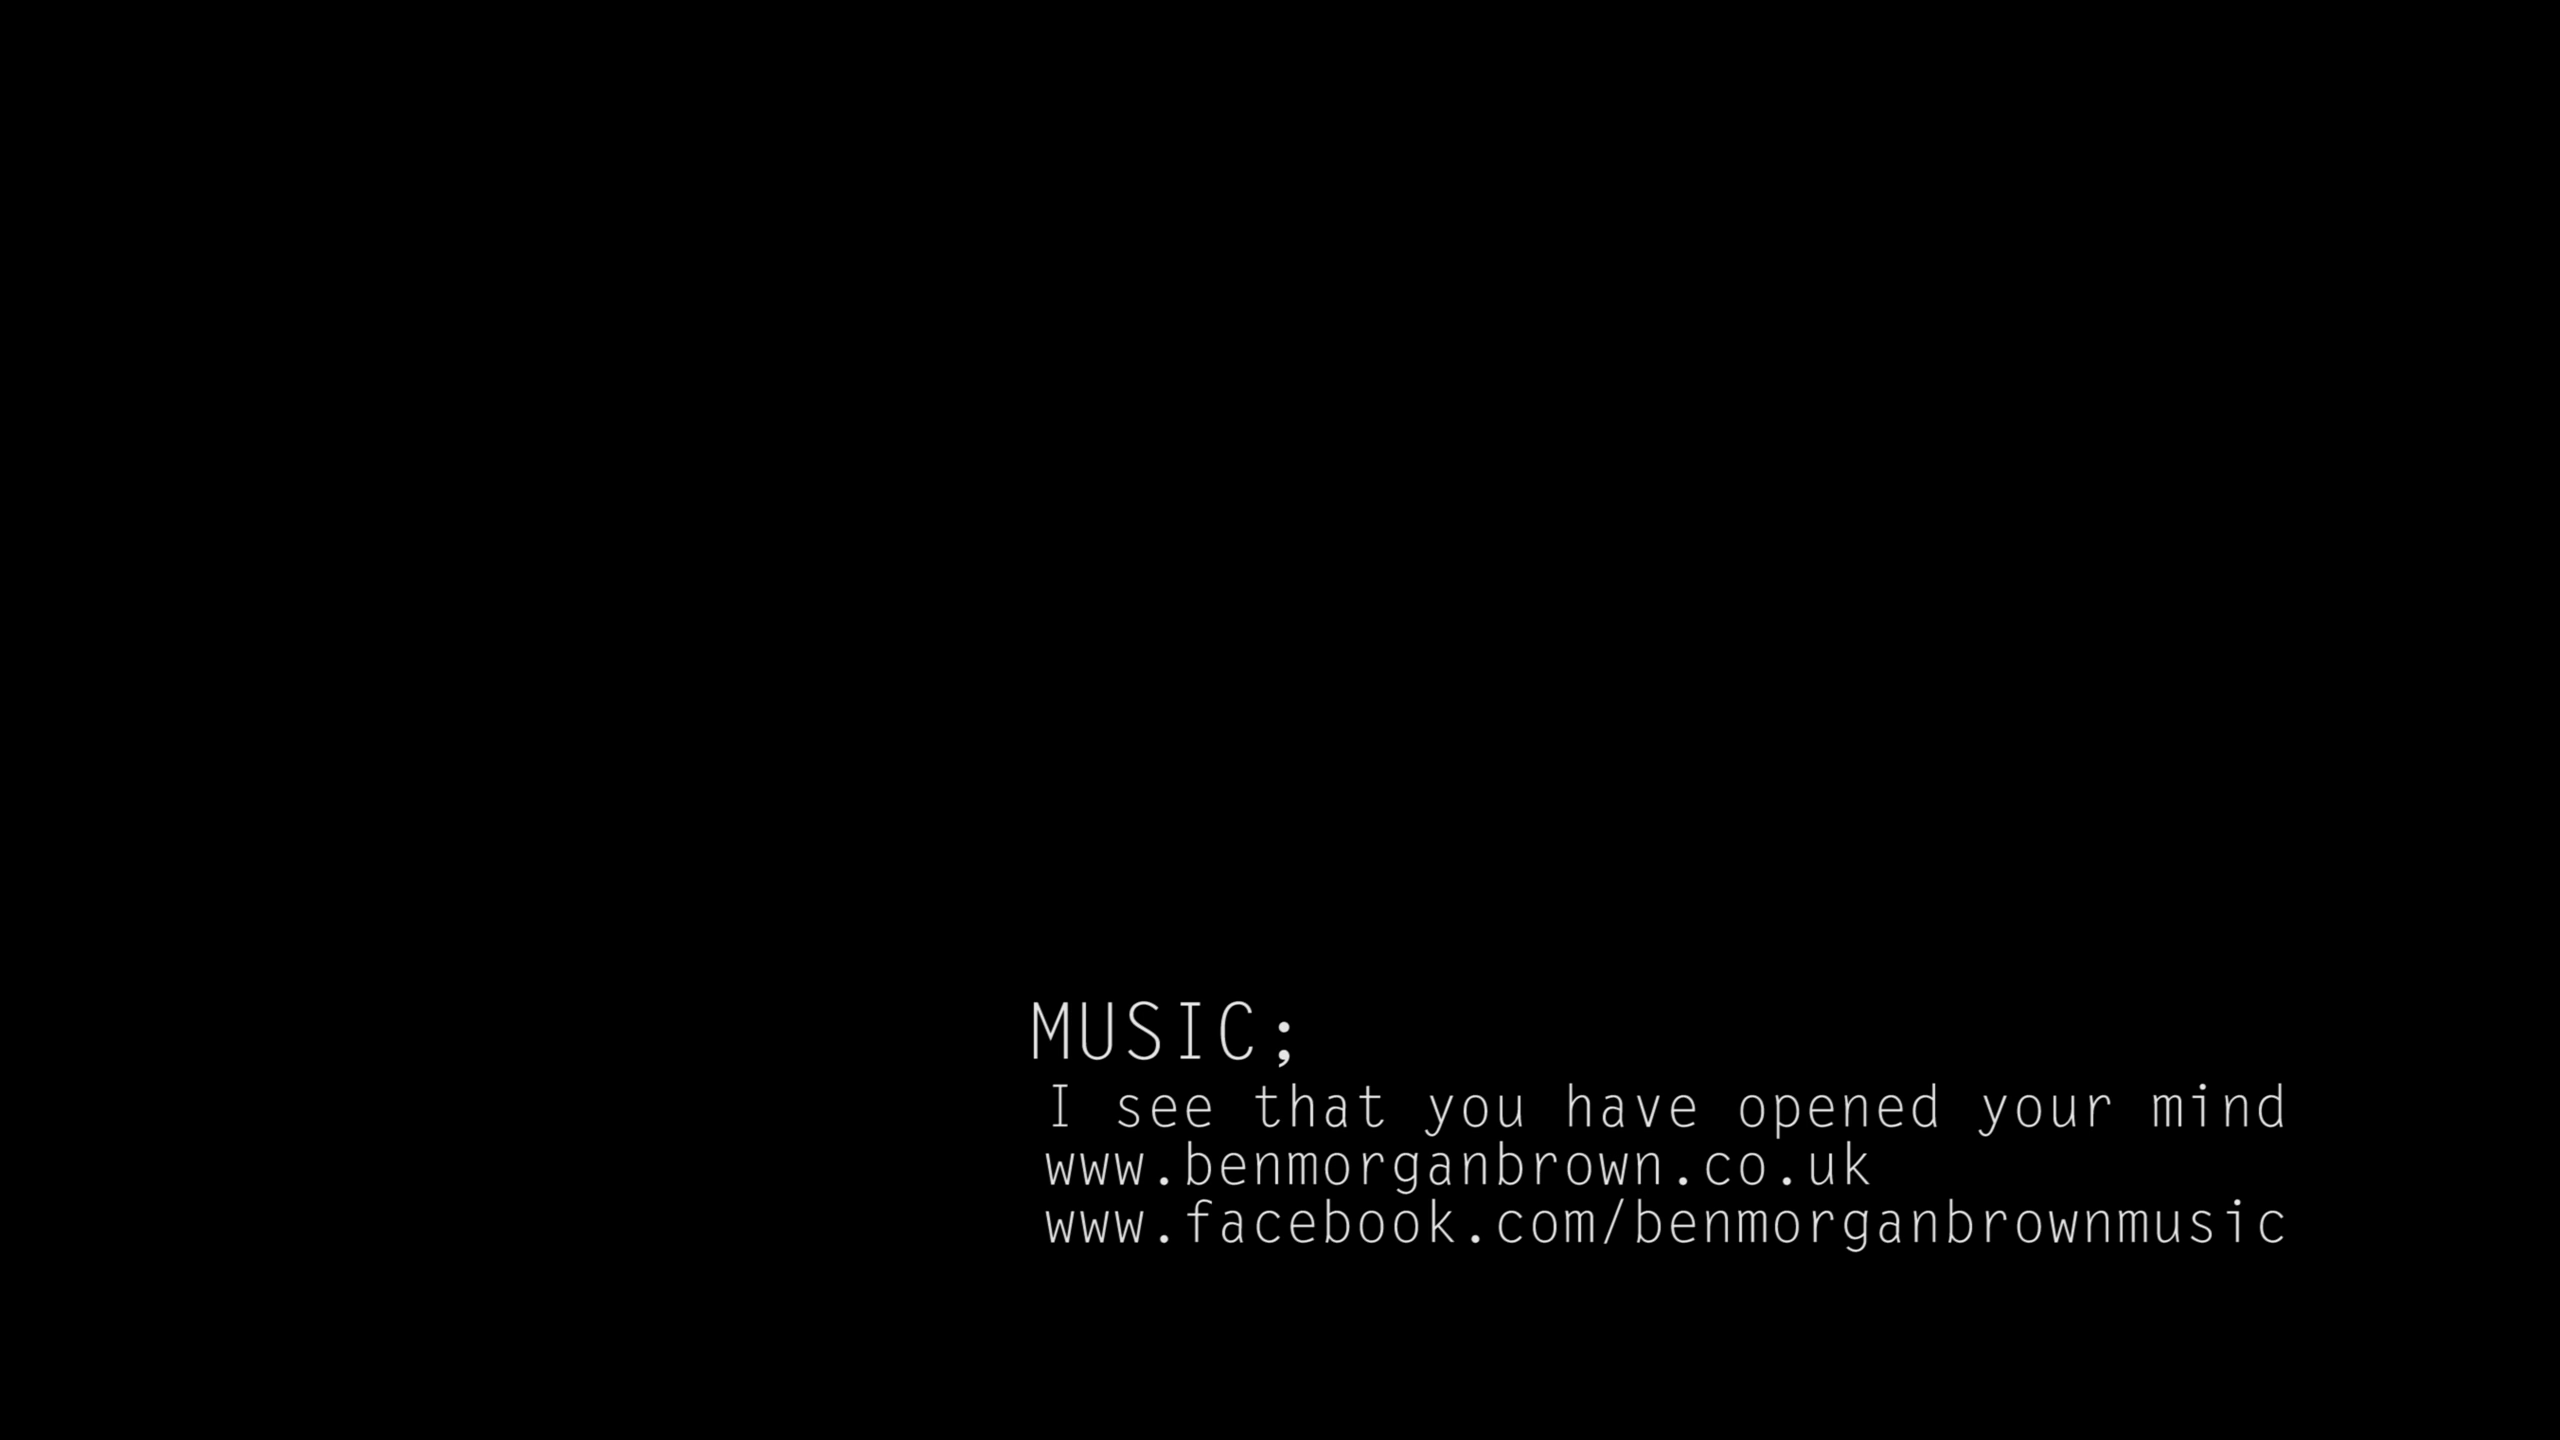 MUSIC;
I see that you have opened your mind
www.benmorganbrown.co.uk
www.facebook.com/benmorganbrownmusic